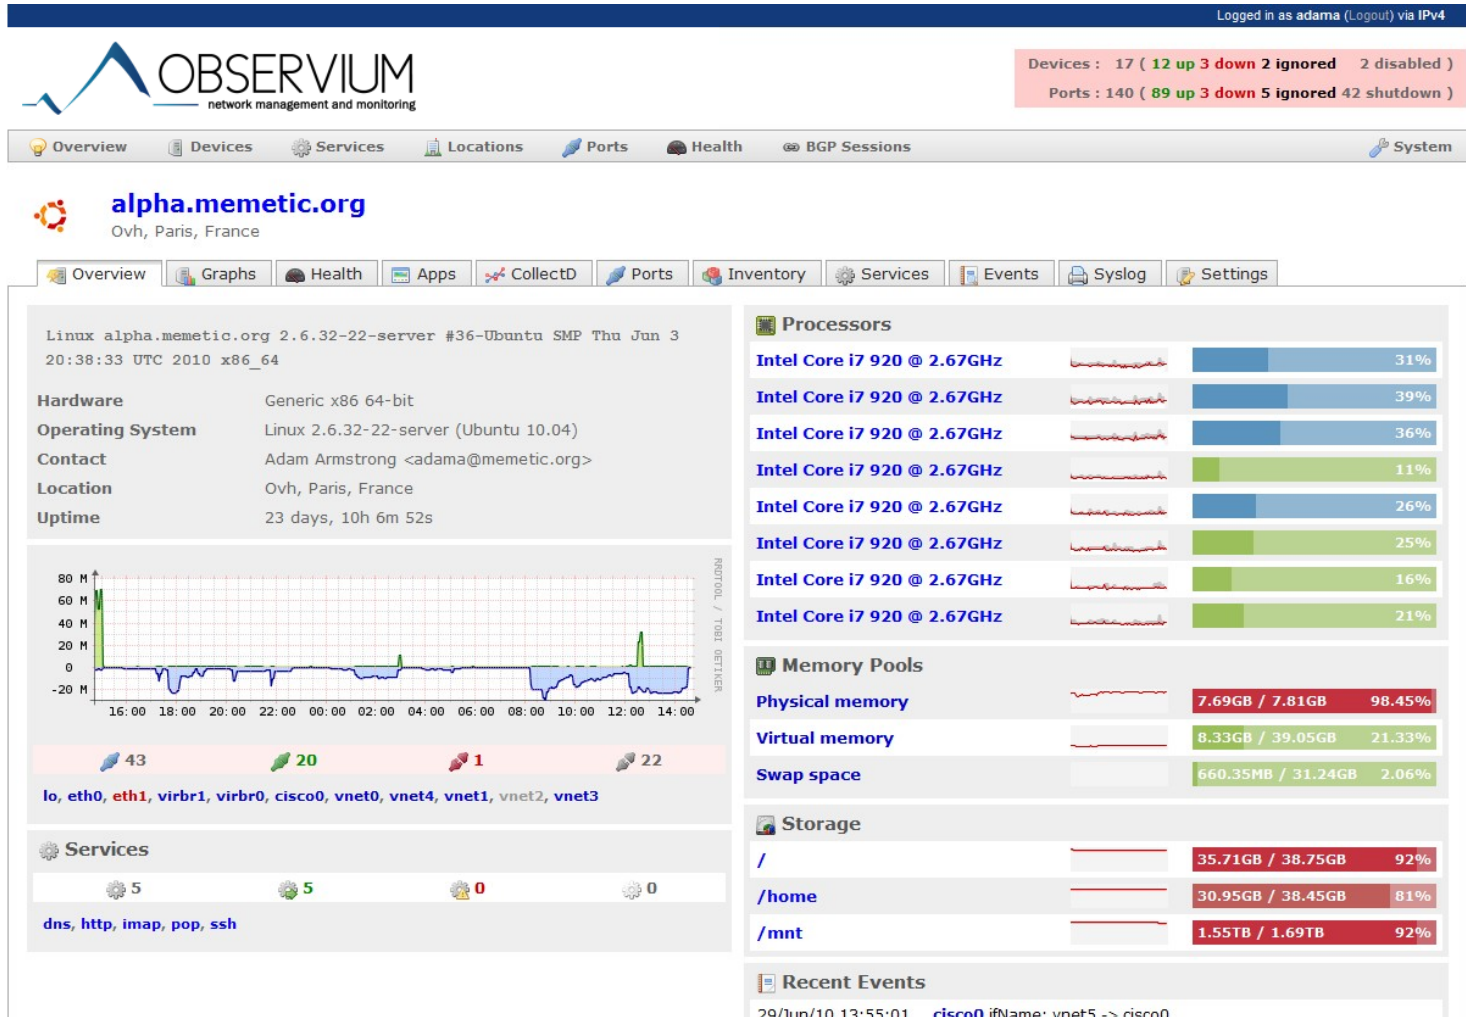 Logged in as adama (Logout) via IPv4
OBSERVIUM
network management and monitoring
Devices : 17 ( 12 up 3 down 2 ignored 2 disabled )
Ports : 140 ( 89 up 3 down 5 ignored 42 shutdown )
Overview Devices Services Locations Ports Health BGP Sessions System
alpha.memetic.org
Ovh, Paris, France
Overview Graphs Health Apps CollectD Ports Inventory Services Events Syslog Settings
Linux alpha.memetic.org 2.6.32-22-server #36-Ubuntu SMP Thu Jun 3
20:38:33 UTC 2010 x86_64
Hardware Generic x86 64-bit
Operating System Linux 2.6.32-22-server (Ubuntu 10.04)
Contact Adam Armstrong <adama@memetic.org>
Location Ovh, Paris, France
Uptime 23 days, 10h 6m 52s
80 M
60 M
40 M
20 M
0
-20 M
16:00 18:00 20:00 22:00 00:00 02:00 04:00 06:00 08:00 10:00 12:00 14:00
RRDTOOL / TOBI OETIKER
43 20 1 22
lo, eth0, eth1, virbr1, virbr0, cisco0, vnet0, vnet4, vnet1, vnet2, vnet3
Services
5 5 0 0
dns, http, imap, pop, ssh
Processors
Intel Core i7 920 @ 2.67GHz 31%
Intel Core i7 920 @ 2.67GHz 39%
Intel Core i7 920 @ 2.67GHz 36%
Intel Core i7 920 @ 2.67GHz 11%
Intel Core i7 920 @ 2.67GHz 26%
Intel Core i7 920 @ 2.67GHz 25%
Intel Core i7 920 @ 2.67GHz 16%
Intel Core i7 920 @ 2.67GHz 21%
Memory Pools
Physical memory 7.69GB / 7.81GB 98.45%
Virtual memory 8.33GB / 39.05GB 21.33%
Swap space 660.35MB / 31.24GB 2.06%
Storage
/ 35.71GB / 38.75GB 92%
/home 30.95GB / 38.45GB 81%
/mnt 1.55TB / 1.69TB 92%
Recent Events
29/Jun/10 13:55:01 cisco0 ifName: vnet5 -> cisco0